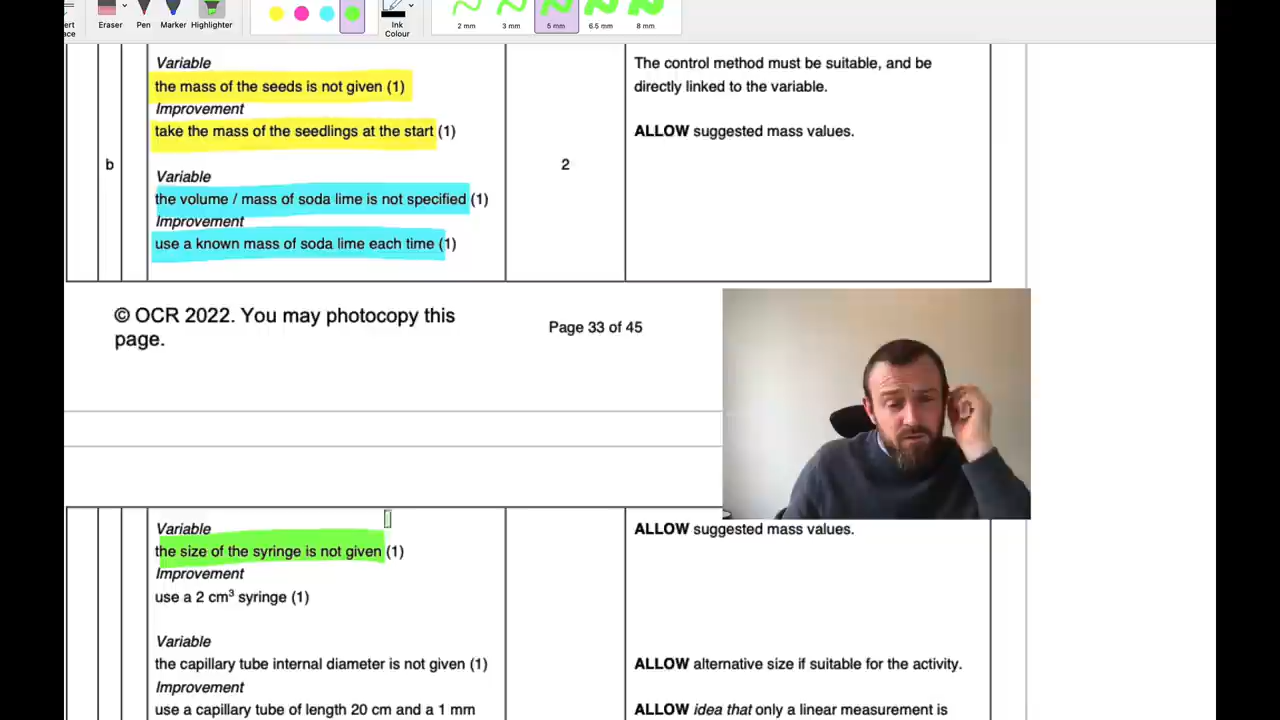 Eraser
Pen
Marker
Highlighter
Ink
Colour
2 mm
3 mm
5 mm
6.5 mm
8 mm
Variable
the mass of the seeds is not given (1)
Improvement
take the mass of the seedlings at the start (1)
Variable
the volume / mass of soda lime is not specified (1)
Improvement
use a known mass of soda lime each time (1)
b
2
The control method must be suitable, and be
directly linked to the variable.
ALLOW suggested mass values.
© OCR 2022. You may photocopy this
page.
Page 33 of 45
Variable
the size of the syringe is not given (1)
Improvement
use a 2 cm³ syringe (1)
Variable
the capillary tube internal diameter is not given (1)
Improvement
use a capillary tube of length 20 cm and a 1 mm
ALLOW suggested mass values.
ALLOW alternative size if suitable for the activity.
ALLOW idea that only a linear measurement is